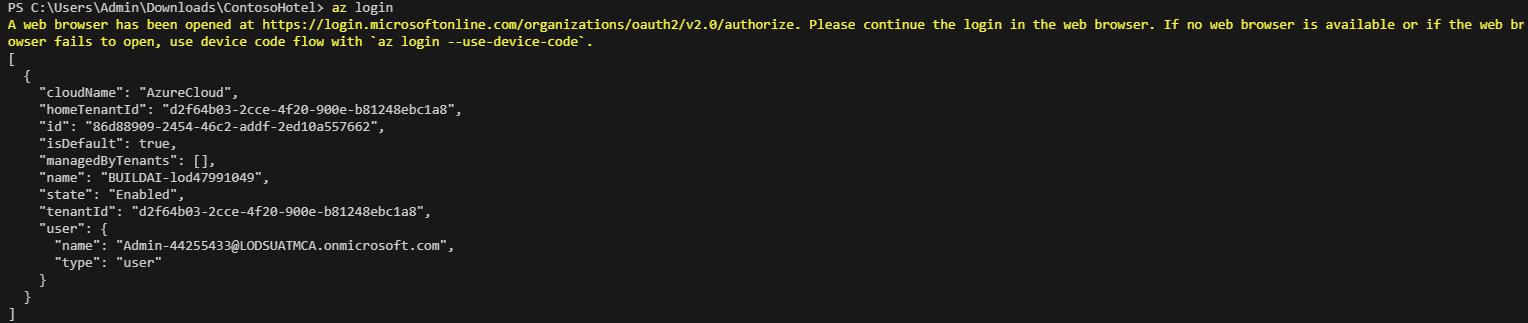 PS C:\Users\Admin\Downloads\ContosoHotel> az login
A web browser has been opened at https://login.microsoftonline.com/organizations/oauth2/v2.0/authorize. Please continue the login in the web browser. If no web browser is available or if the web br
owser fails to open, use device code flow with `az login --use-device-code`.
[
  {
    "cloudName": "AzureCloud",
    "homeTenantId": "d2f64b03-2cce-4f20-900e-b81248ebc1a8",
    "id": "86d88909-2454-46c2-addf-2ed10a557662",
    "isDefault": true,
    "managedByTenants": [],
    "name": "BUILDAI-lod47991049",
    "state": "Enabled",
    "tenantId": "d2f64b03-2cce-4f20-900e-b81248ebc1a8",
    "user": {
      "name": "Admin-44255433@LODSUATMCA.onmicrosoft.com",
      "type": "user"
    }
  }
]